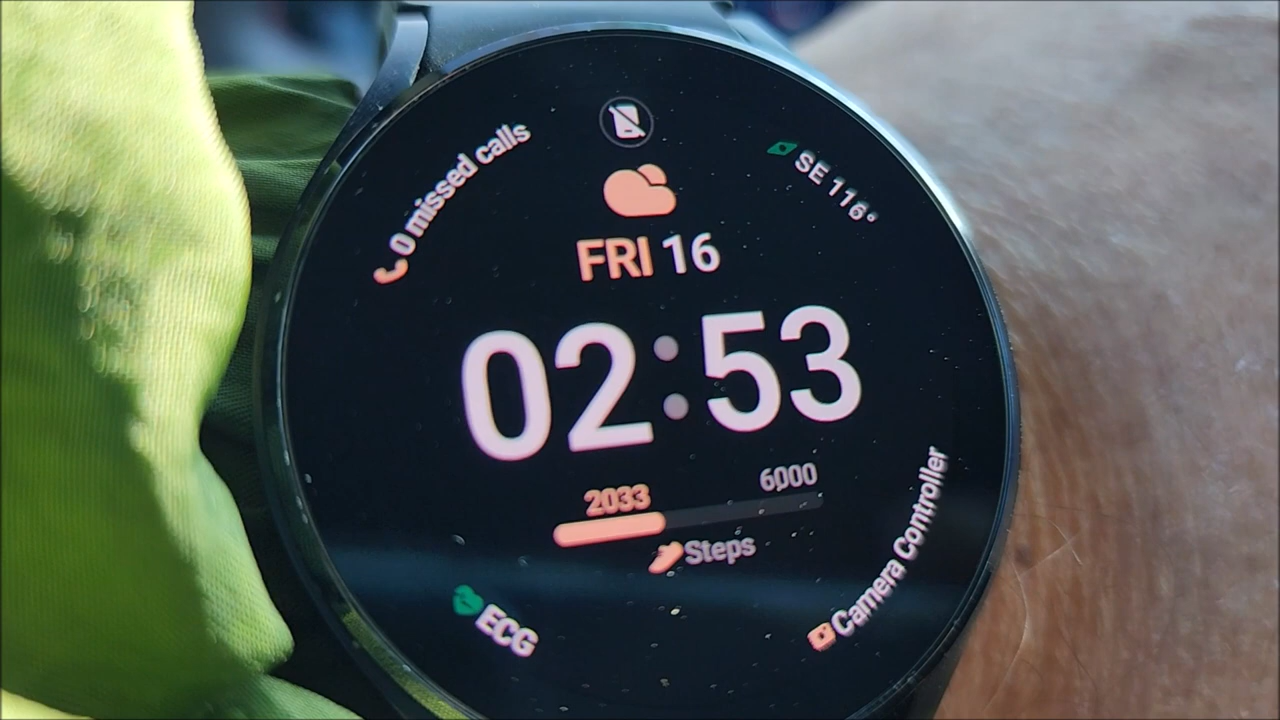 0 missed calls
SE 116°
FRI 16
02:53
2033
6000
Steps
ECG
Camera Controller